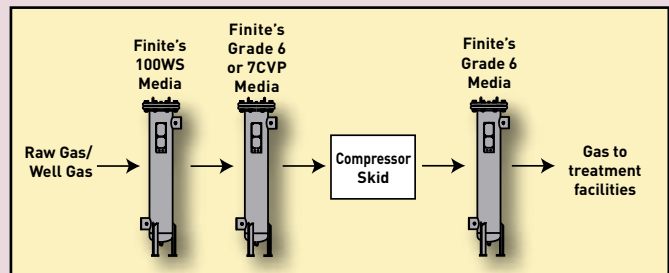 Raw Gas/
Well Gas
Finite's
100WS
Media
Finite's
Grade 6
or 7CVP
Media
Compressor
Skid
Finite's
Grade 6
Media
Gas to
treatment
facilities